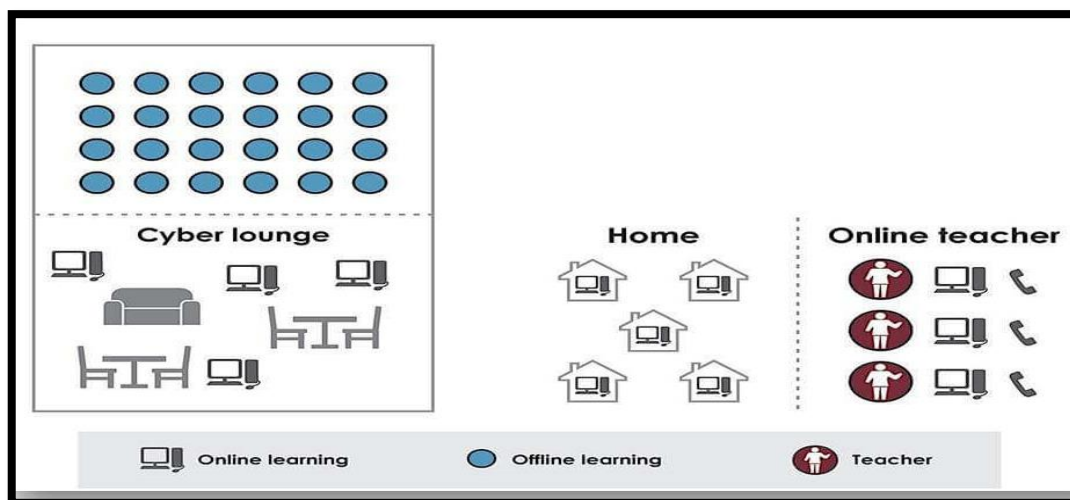 Cyber lounge
Home
Online teacher
Online learning
Offline learning
Teacher